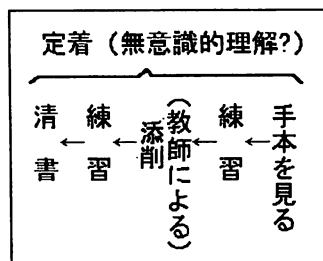 定着（無意識的理解?）
手本を見る
←
練習
←
添削
（教師による）
←
練習
←
清書